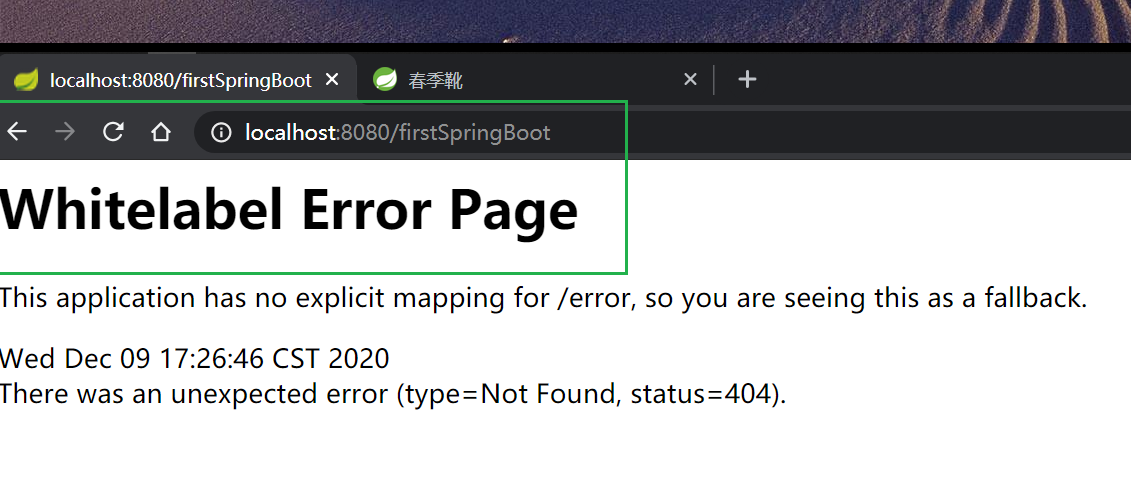 localhost:8080/firstSpringBoot
春季靴
localhost:8080/firstSpringBoot
Whitelabel Error Page
This application has no explicit mapping for /error, so you are seeing this as a fallback.
Wed Dec 09 17:26:46 CST 2020
There was an unexpected error (type=Not Found, status=404).